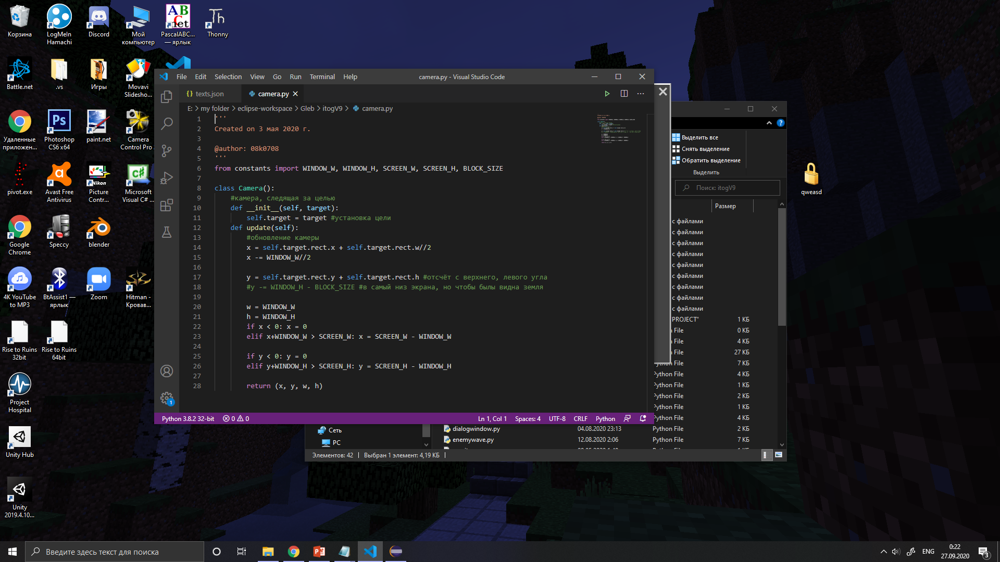 Корзина
LogMeIn
Hamachi
Discord
Мой
компьютер
PascalABC...
— ярлык
Thonny
Battle.net
.vs
Игры
Movavi
Slidesho...
Удаленные
приложен...
Photoshop
CS6 x64
paint.net
Camera
Control Pro
pivot.exe
Avast Free
Antivirus
Picture
Contr...
Microsoft
Visual C# ...
Google
Chrome
Speccy
blender
4K YouTube
to MP3
BtAssist1 —
ярлык
Zoom
Hitman -
Кровав...
Rise to Ruins
32bit
Rise to Ruins
64bit
Project
Hospital
Unity Hub
Unity
2019.4.10...
qweasd
File Edit Selection View Go Run Terminal Help
camera.py - Visual Studio Code
texts.json
camera.py
E: > my folder > eclipse-workspace > Gleb > itogV9 > camera.py
1 '''
2 Created on 3 мая 2020 г.
3
4 @author: 08k0708
5 '''
6 from constants import WINDOW_W, WINDOW_H, SCREEN_W, SCREEN_H, BLOCK_SIZE
7
8 class Camera():
9 #камера, следящая за целью
10 def __init__(self, target):
11 self.target = target #установка цели
12 def update(self):
13 #обновление камеры
14 x = self.target.rect.x + self.target.rect.w//2
15 x -= WINDOW_W//2
16
17 y = self.target.rect.y + self.target.rect.h #отсчёт с верхнего, левого угла
18 #y -= WINDOW_H - BLOCK_SIZE #в самый низ экрана, но чтобы былы видна земля
19
20 w = WINDOW_W
21 h = WINDOW_H
22 if x < 0: x = 0
23 elif x+WINDOW_W > SCREEN_W: x = SCREEN_W - WINDOW_W
24
25 if y < 0: y = 0
26 elif y+WINDOW_H > SCREEN_H: y = SCREEN_H - WINDOW_H
27
28 return (x, y, w, h)
1
Python 3.8.2 32-bit 0 0
Ln 1, Col 1 Spaces: 4 UTF-8 CRLF Python
Выделить все
Снять выделение
Обратить выделение
Выделить
Поиск: itogV9
Размер
с файлами
с файлами
с файлами
с файлами
с файлами
с файлами
с файлами
с файлами
с файлами
PROJECT" 1 КБ
File 0 КБ
File 4 КБ
File 27 КБ
Python File 7 КБ
Python File 4 КБ
Python File 1 КБ
Python File 2 КБ
Python File 1 КБ
Python File 4 КБ
dialogwindow.py 04.08.2020 23:13 Python File 2 КБ
enemywave.py 12.08.2020 2:06 Python File 7 КБ
Сеть
PC
Элементов: 42 Выбран 1 элемент: 4,19 КБ
Введите здесь текст для поиска
ENG
0:22
27.09.2020
3